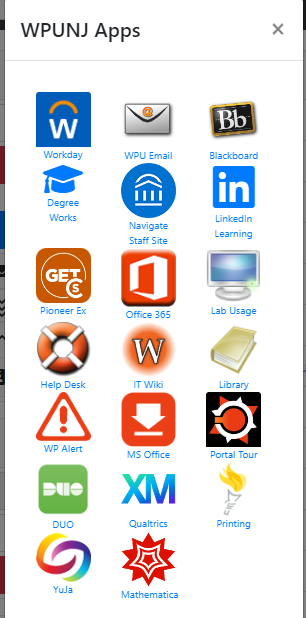 WPUNJ Apps ×
W
Workday
WPU Email
Bb
Blackboard
Degree
Works
Navigate
Staff Site
in
LinkedIn
Learning
GET
Pioneer Ex
Office 365
Lab Usage
Help Desk
W
IT Wiki
Library
WP Alert
MS Office
Portal Tour
DUO
DUO
XM
Qualtrics
Printing
YuJa
Mathematica